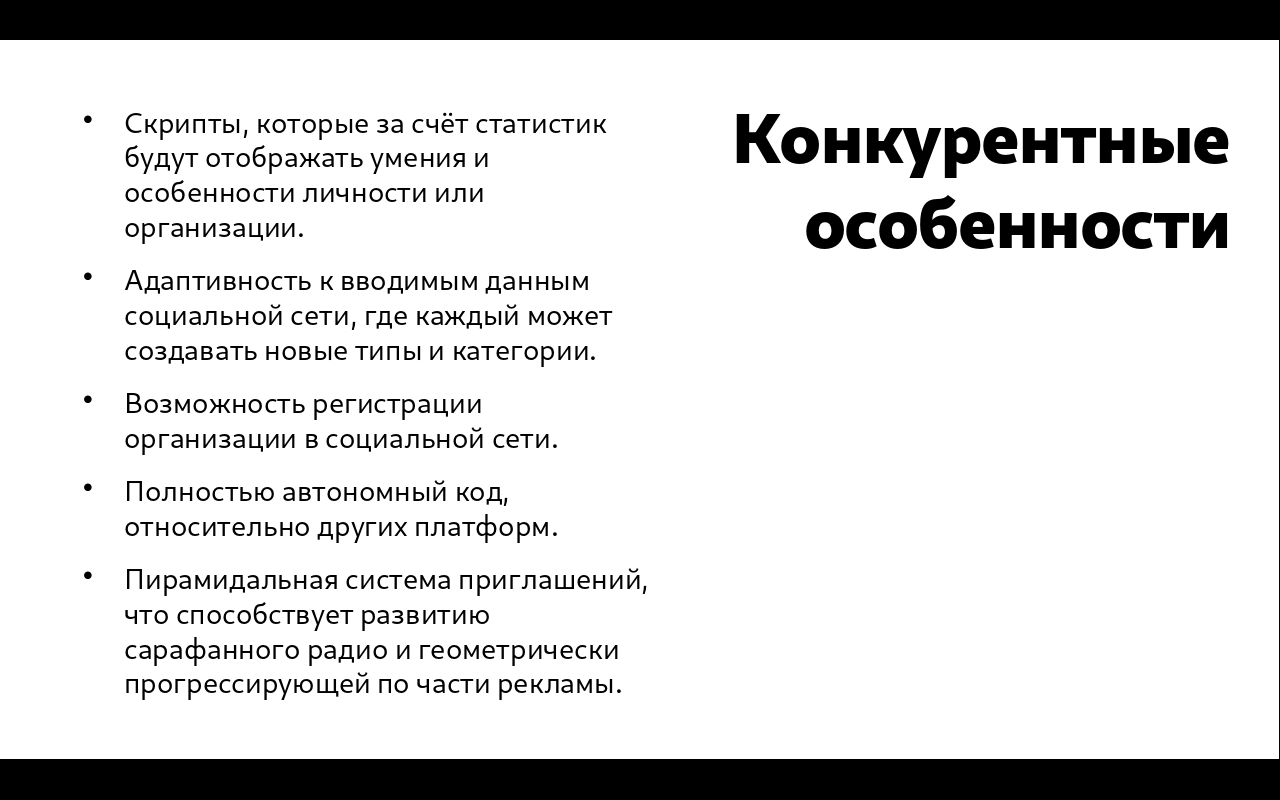 Конкурентные
особенности
• Скрипты, которые за счёт статистик
будут отображать умения и
особенности личности или
организации.
• Адаптивность к вводимым данным
социальной сети, где каждый может
создавать новые типы и категории.
• Возможность регистрации
организации в социальной сети.
• Полностью автономный код,
относительно других платформ.
• Пирамидальная система приглашений,
что способствует развитию
сарафанного радио и геометрически
прогрессирующей по части рекламы.